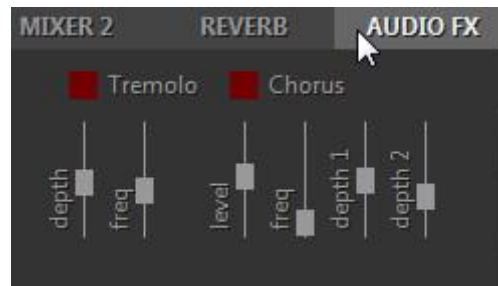 MIXER 2 REVERB AUDIO FX
Tremolo Chorus
depth freq level freq depth 1 depth 2